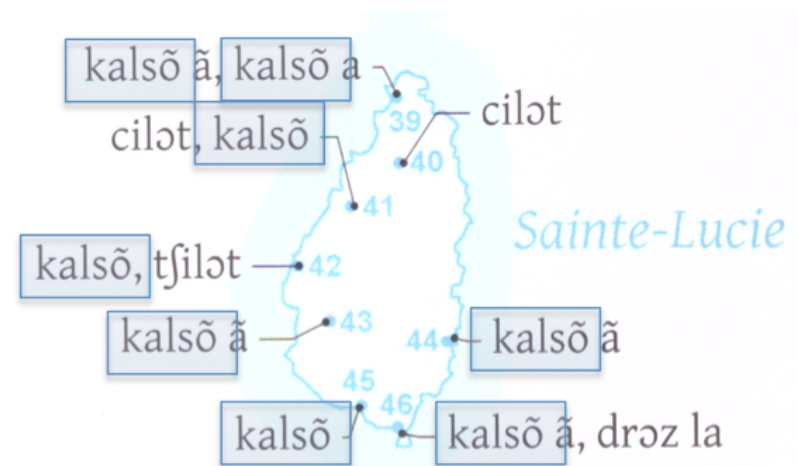 kalsõ ã, kalsõ a
39
cilɔt
cilɔt, kalsõ
40
41
Sainte-Lucie
kalsõ, tʃilɔt
42
kalsõ ã
43
44
kalsõ ã
45
46
kalsõ
kalsõ ã, drɔz la